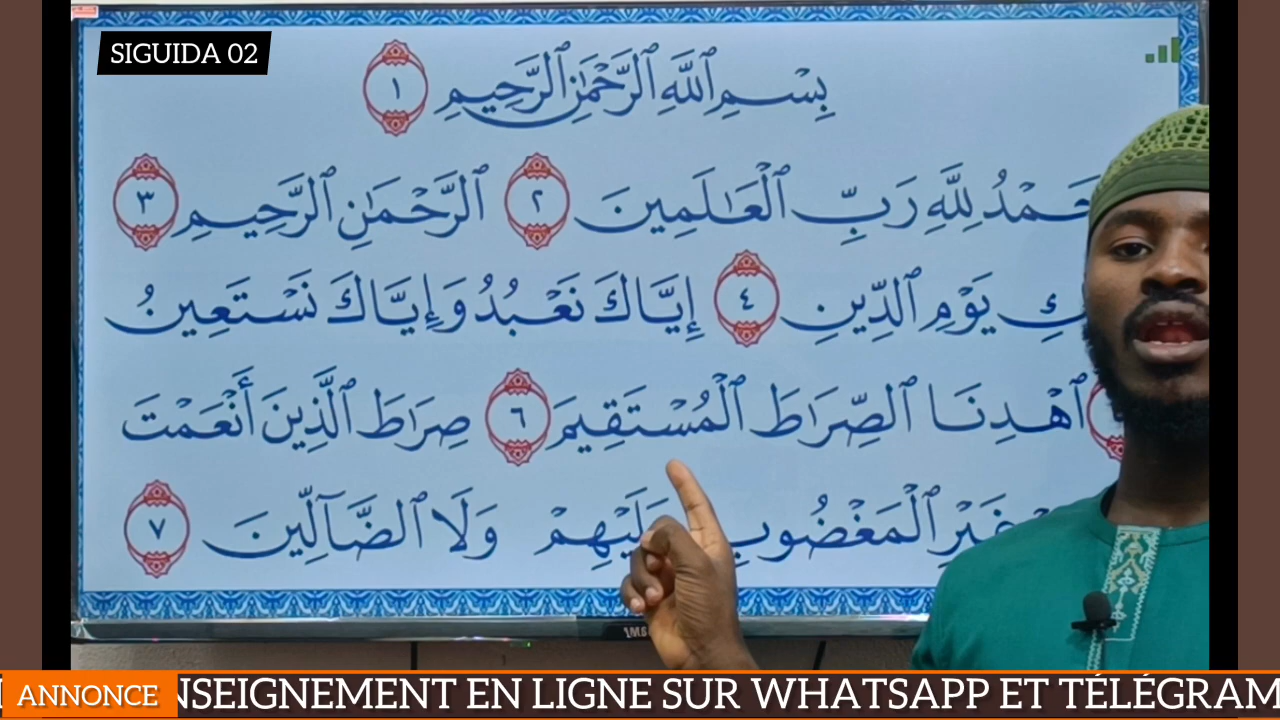 SIGUIDA 02
بِسْمِ ٱللَّهِ ٱلرَّحْمَٰنِ ٱلرَّحِيمِ ١
حَمْدُ لِلَّهِ رَبِّ ٱلْعَٰلَمِينَ ٢ ٱلرَّحْمَٰنِ ٱلرَّحِيمِ ٣
كِ يَوْمِ ٱلدِّينِ ٤ إِيَّاكَ نَعْبُدُ وَإِيَّاكَ نَسْتَعِينُ
ٱهْدِنَا ٱلصِّرَٰطَ ٱلْمُسْتَقِيمَ ٦ صِرَٰطَ ٱلَّذِينَ أَنْعَمْتَ
غَيْرِ ٱلْمَغْضُوبِ عَلَيْهِمْ وَلَا ٱلضَّآلِّينَ ٧
ANNONCE NSEIGNEMENT EN LIGNE SUR WHATSAPP ET TÉLÉGRAM